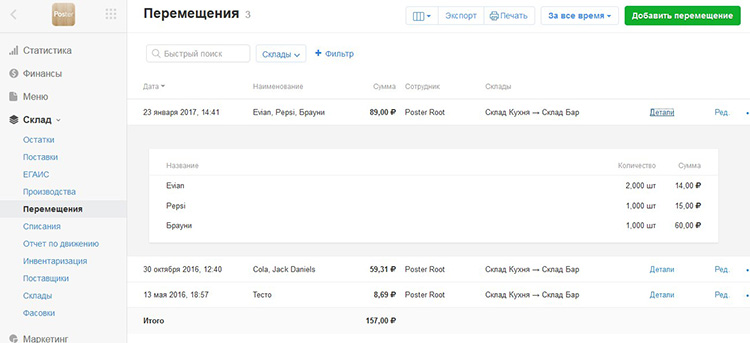 Poster
Перемещения 3
Экспорт
Печать
За все время
Добавить перемещение
Статистика
Финансы
Меню
Склад
Остатки
Поставки
ЕГАИС
Производства
Перемещения
Списания
Отчет по движению
Инвентаризация
Поставщики
Склады
Фасовки
Маркетинг
Быстрый поиск
Склады
+ Фильтр
Дата Наименование Сумма Сотрудник Склады
23 января 2017, 14:41 Evian, Pepsi, Брауни 89,00 ₽ Poster Root Склад Кухня → Склад Бар Детали Ред.
Название Количество Сумма
Evian 2,000 шт 14,00 ₽
Pepsi 1,000 шт 15,00 ₽
Брауни 1,000 шт 60,00 ₽
30 октября 2016, 12:40 Cola, Jack Daniels 59,31 ₽ Poster Root Склад Кухня → Склад Бар Детали Ред.
13 мая 2016, 18:57 Тесто 8,69 ₽ Poster Root Склад Кухня → Склад Бар Детали Ред.
Итого 157,00 ₽